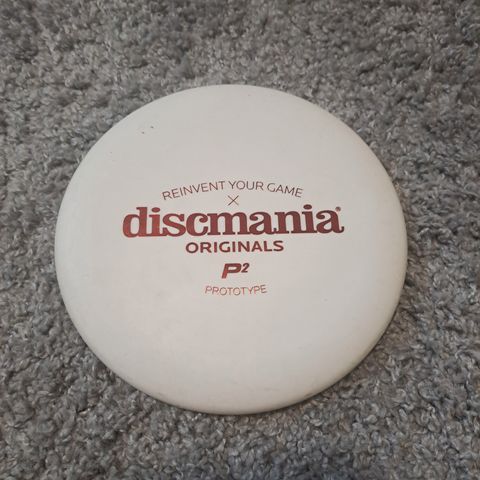 REINVENT YOUR GAME
X
discmania®
ORIGINALS
P²
PROTOTYPE